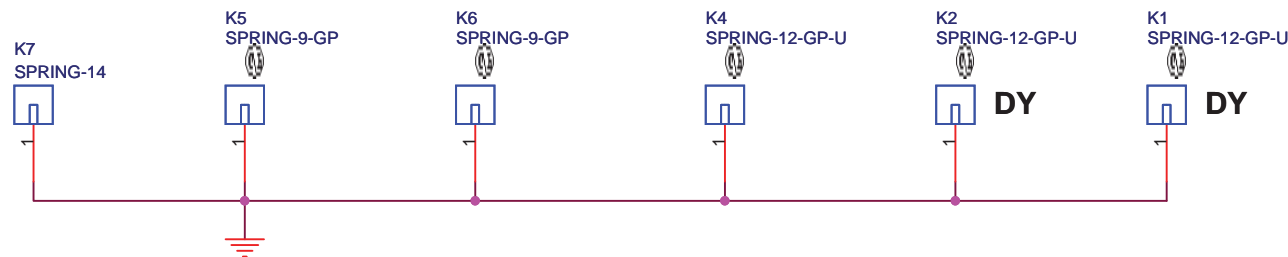 K7
SPRING-14
K5
SPRING-9-GP
K6
SPRING-9-GP
K4
SPRING-12-GP-U
K2
SPRING-12-GP-U
K1
SPRING-12-GP-U
DY
DY
1
1
1
1
1
1